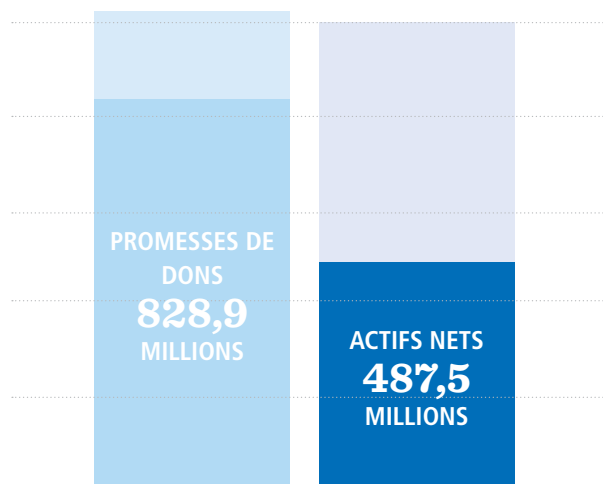 PROMESSES DE
DONS
828,9
MILLIONS
ACTIFS NETS
487,5
MILLIONS